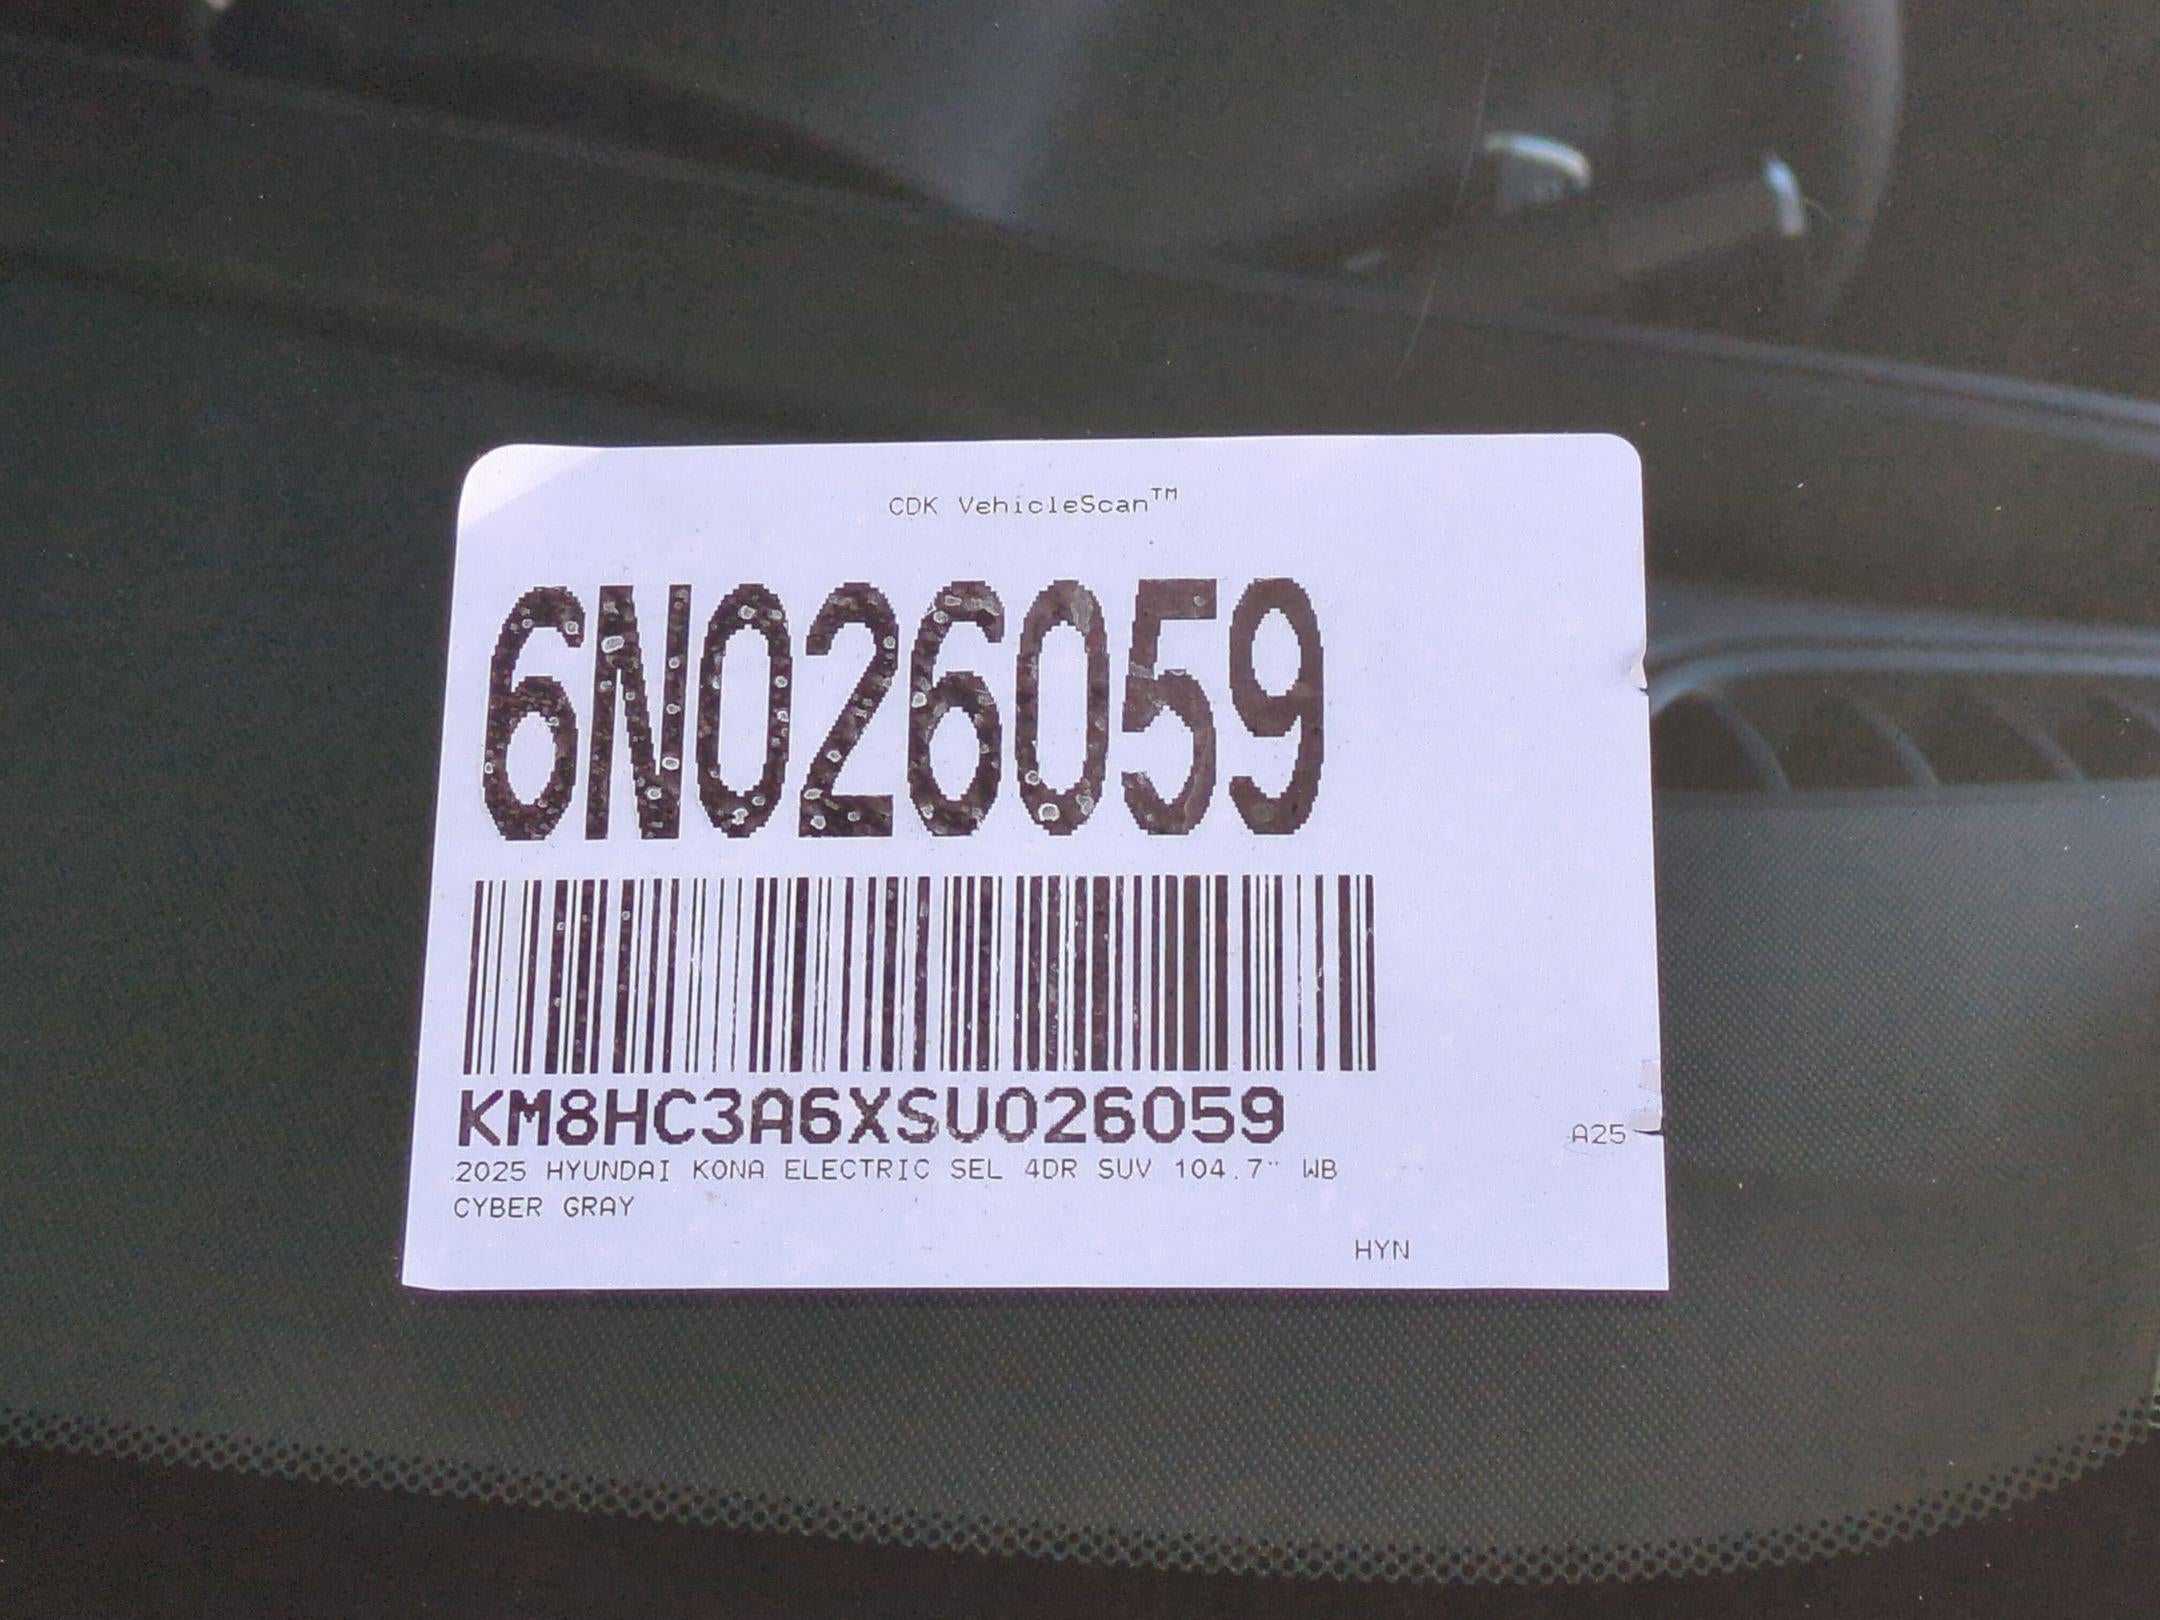 CDK VehicleScan™
6N026059
KM8HC3A6XSU026059
A25
2025 HYUNDAI KONA ELECTRIC SEL 4DR SUV 104.7" WB
CYBER GRAY
HYN